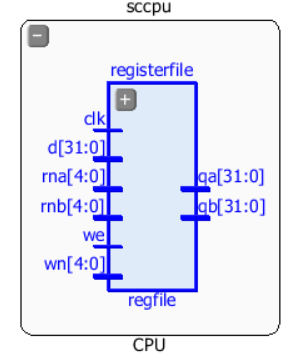 sccpu
registerfile
clk
d[31:0]
rna[4:0] qa[31:0]
rnb[4:0] qb[31:0]
we
wn[4:0]
regfile
CPU